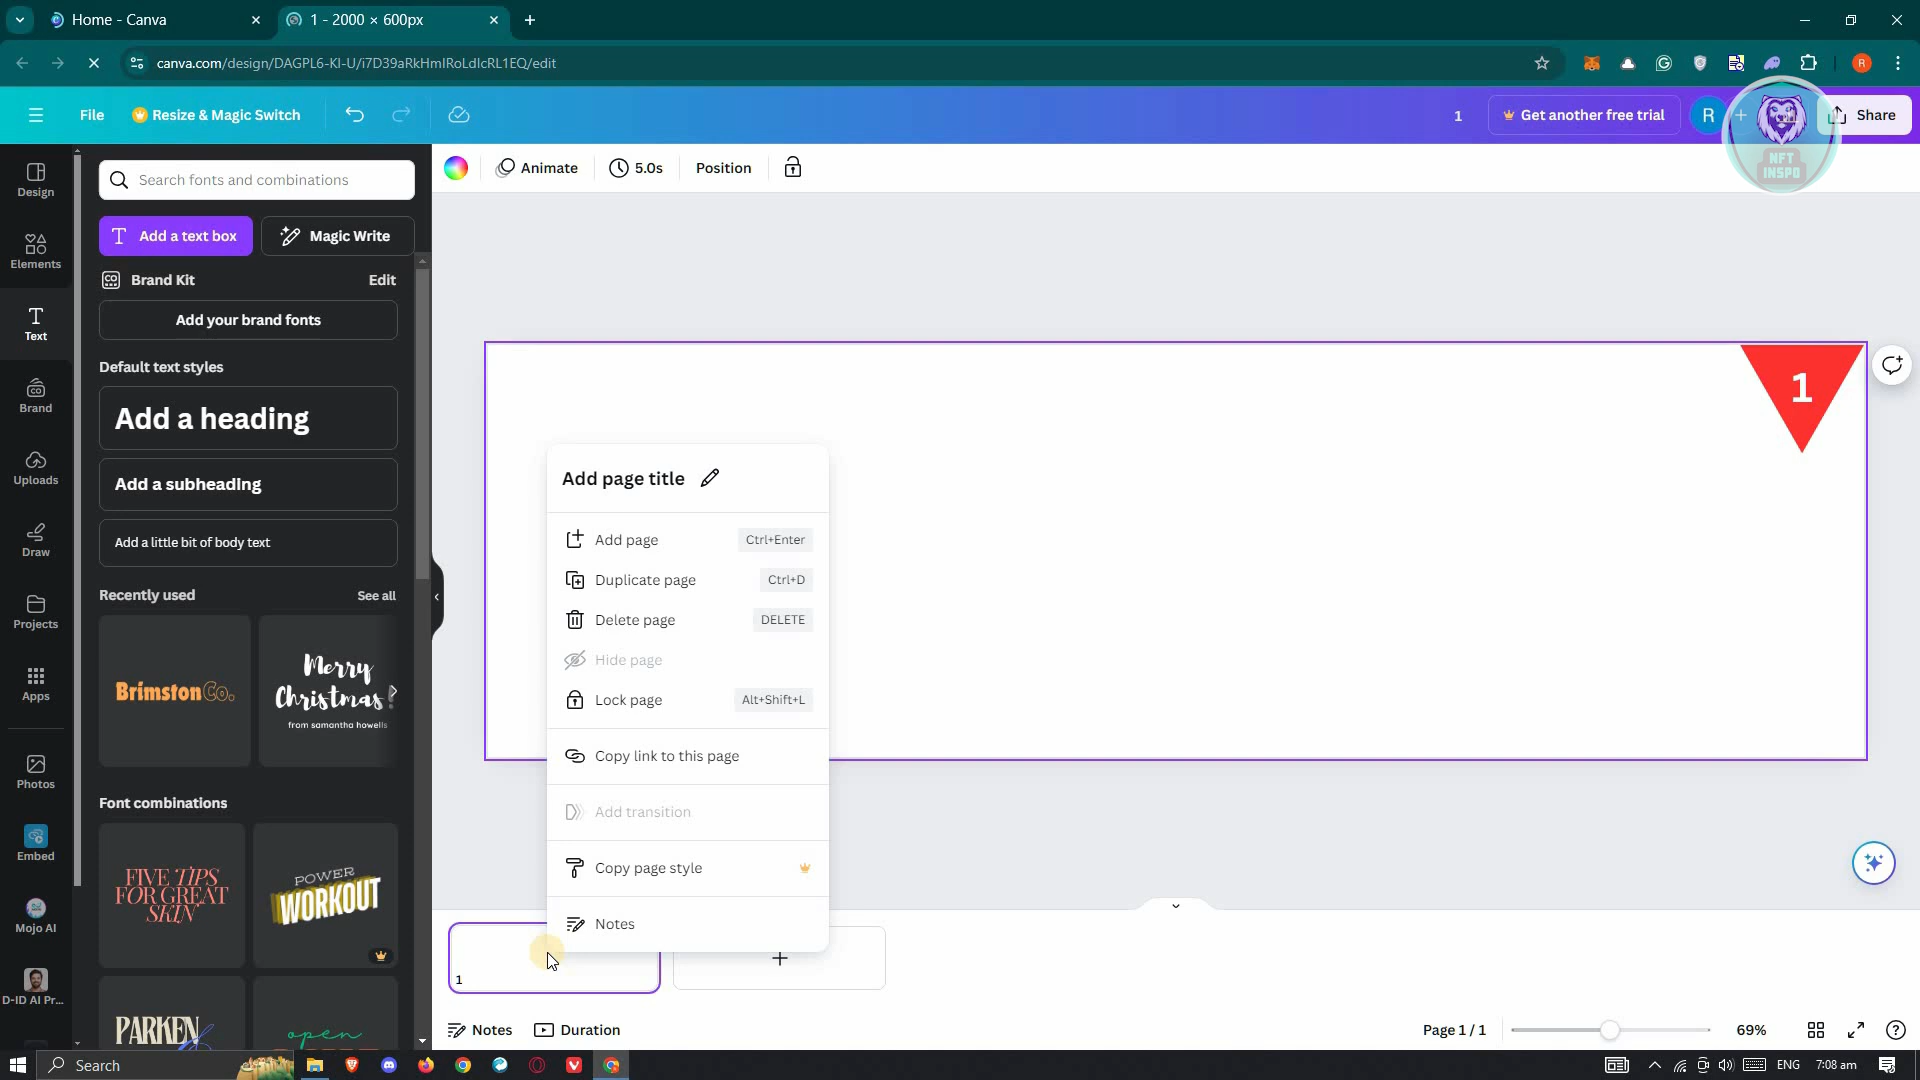 Home - Canva
1 - 2000 × 600px
canva.com/design/DAGPL6-KI-U/i7D39aRkHmIRoLdlcRL1EQ/edit
R
File
Resize & Magic Switch
1
Get another free trial
R
Share
NFT
INSPO
Design
Elements
Text
Brand
Uploads
Draw
Projects
Apps
Photos
Embed
Mojo AI
D-ID AI Pr...
Search fonts and combinations
Add a text box
Magic Write
Brand Kit
Edit
Add your brand fonts
Default text styles
Add a heading
Add a subheading
Add a little bit of body text
Recently used
See all
Brimston Co.
Merry
Christmas!
from samantha howells
Font combinations
FIVE TIPS
FOR GREAT
SKIN
POWER
WORKOUT
PARKER
open
Animate
5.0s
Position
1
Add page title
Add page
Ctrl+Enter
Duplicate page
Ctrl+D
Delete page
DELETE
Hide page
Lock page
Alt+Shift+L
Copy link to this page
Add transition
Copy page style
Notes
1
Notes
Duration
Page 1 / 1
69%
Search
ENG
7:08 am